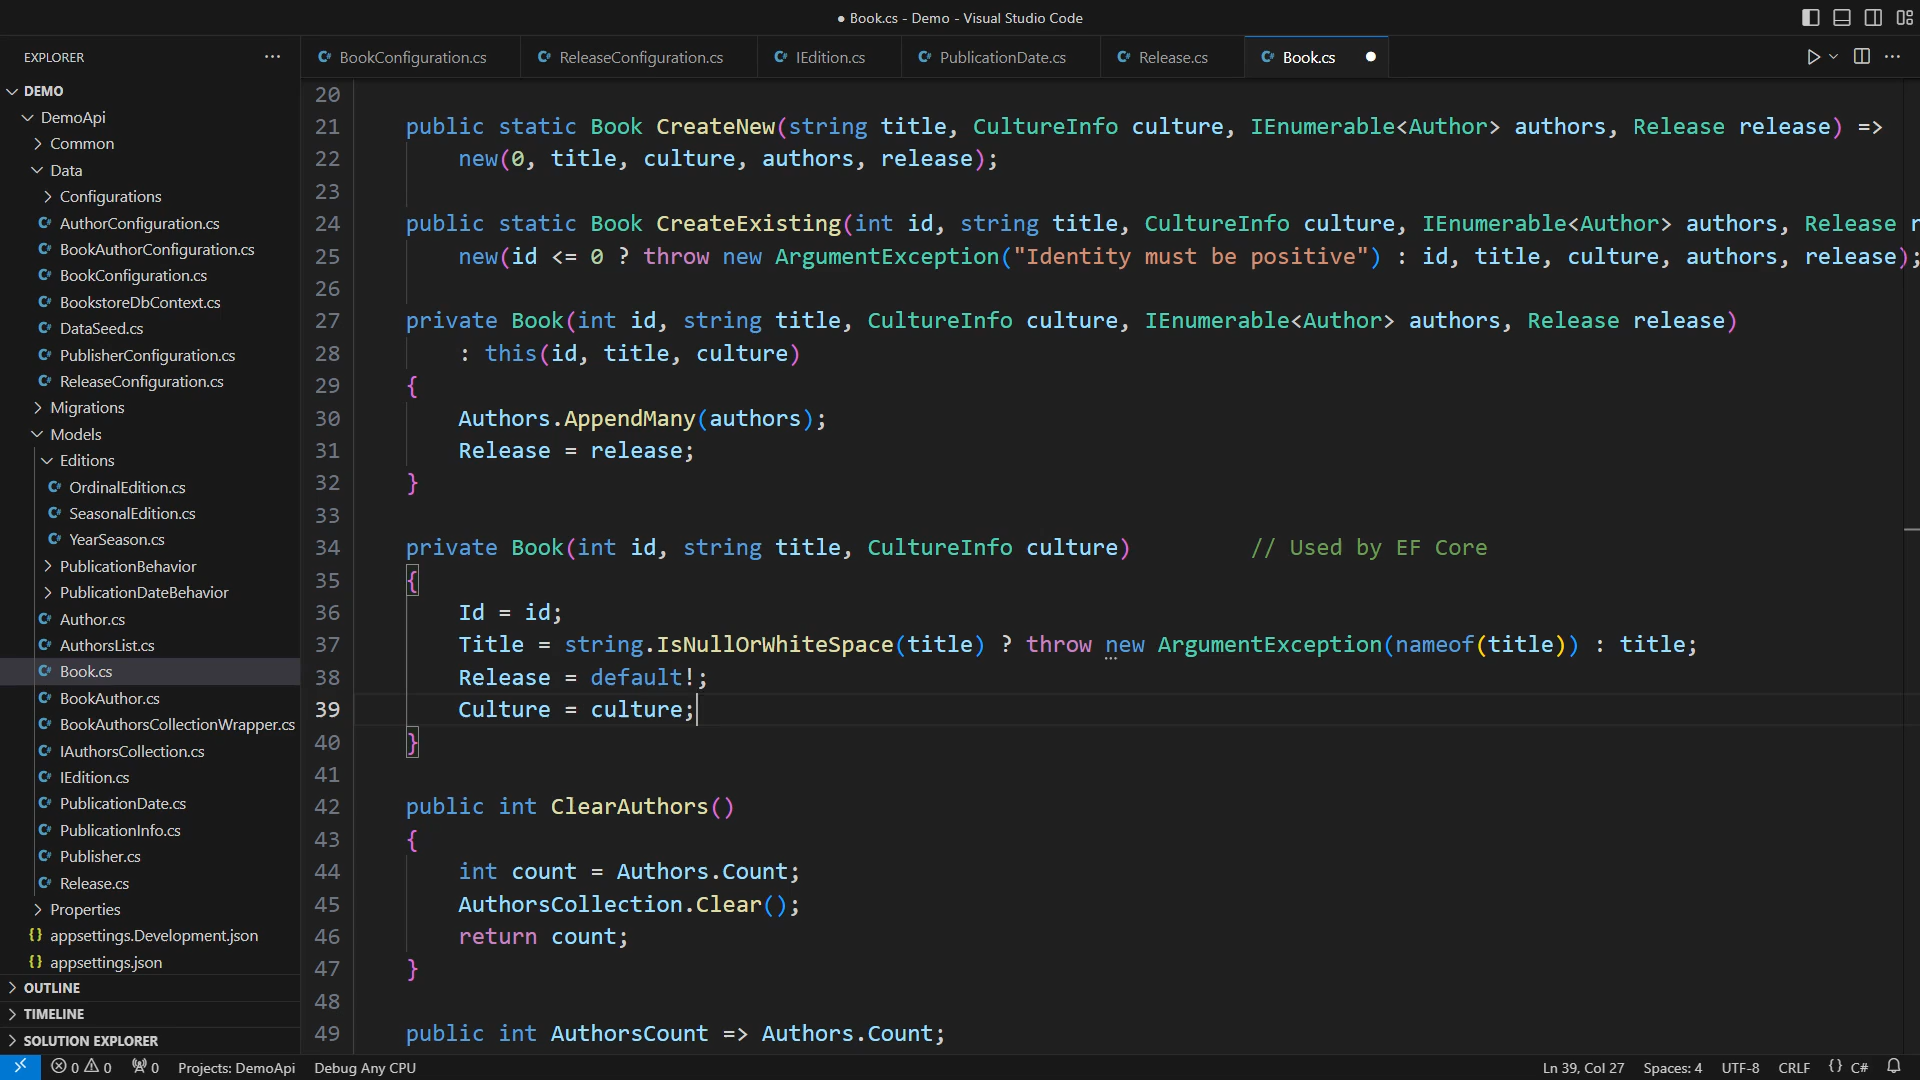 ● Book.cs - Demo - Visual Studio Code
EXPLORER
BookConfiguration.cs
ReleaseConfiguration.cs
IEdition.cs
PublicationDate.cs
Release.cs
Book.cs
DEMO
DemoApi
Common
Data
Configurations
AuthorConfiguration.cs
BookAuthorConfiguration.cs
BookConfiguration.cs
BookstoreDbContext.cs
DataSeed.cs
PublisherConfiguration.cs
ReleaseConfiguration.cs
Migrations
Models
Editions
OrdinalEdition.cs
SeasonalEdition.cs
YearSeason.cs
PublicationBehavior
PublicationDateBehavior
Author.cs
AuthorsList.cs
Book.cs
BookAuthor.cs
BookAuthorsCollectionWrapper.cs
IAuthorsCollection.cs
IEdition.cs
PublicationDate.cs
PublicationInfo.cs
Publisher.cs
Release.cs
Properties
{} appsettings.Development.json
{} appsettings.json
OUTLINE
TIMELINE
SOLUTION EXPLORER
20
21 public static Book CreateNew(string title, CultureInfo culture, IEnumerable<Author> authors, Release release) =>
22 new(0, title, culture, authors, release);
23
24 public static Book CreateExisting(int id, string title, CultureInfo culture, IEnumerable<Author> authors, Release r
25 new(id <= 0 ? throw new ArgumentException("Identity must be positive") : id, title, culture, authors, release);
26
27 private Book(int id, string title, CultureInfo culture, IEnumerable<Author> authors, Release release)
28 : this(id, title, culture)
29 {
30 Authors.AppendMany(authors);
31 Release = release;
32 }
33
34 private Book(int id, string title, CultureInfo culture) // Used by EF Core
35 {
36 Id = id;
37 Title = string.IsNullOrWhiteSpace(title) ? throw new ArgumentException(nameof(title)) : title;
38 Release = default!;
39 Culture = culture;
40 }
41
42 public int ClearAuthors()
43 {
44 int count = Authors.Count;
45 AuthorsCollection.Clear();
46 return count;
47 }
48
49 public int AuthorsCount => Authors.Count;
0 0 0 Projects: DemoApi Debug Any CPU Ln 39, Col 27 Spaces: 4 UTF-8 CRLF {} C#